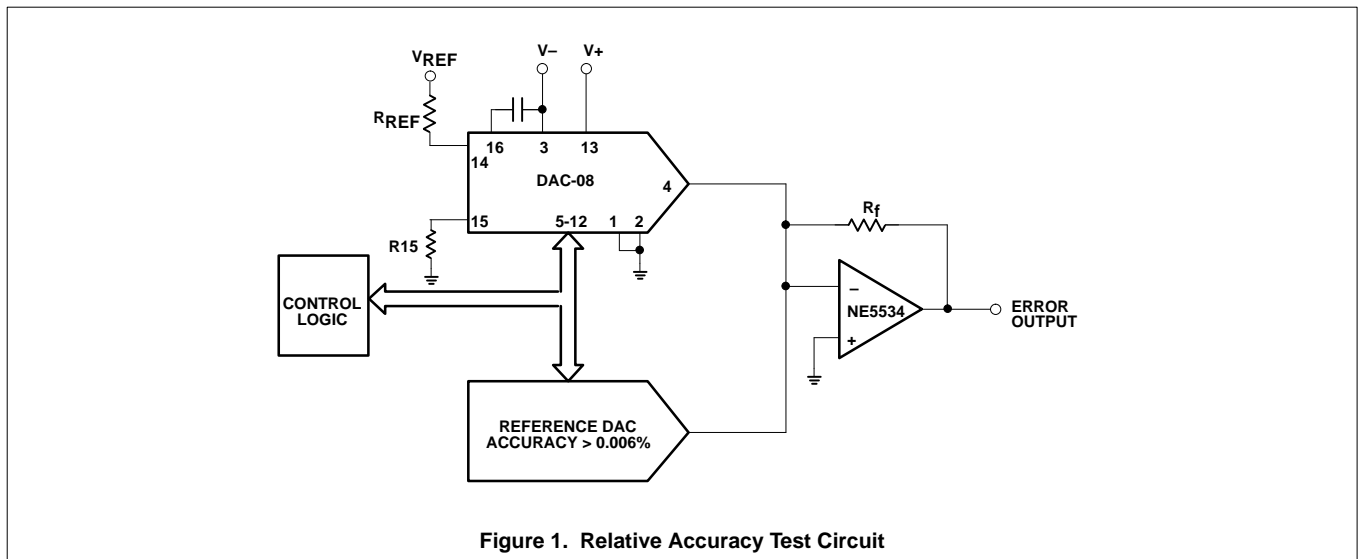 V– V+
VREF
RREF
16 3 13
14
DAC-08
4
15 5-12 1 2
R15
Rf
CONTROL
LOGIC
–
NE5534
+
ERROR
OUTPUT
REFERENCE DAC
ACCURACY > 0.006%
Figure 1. Relative Accuracy Test Circuit